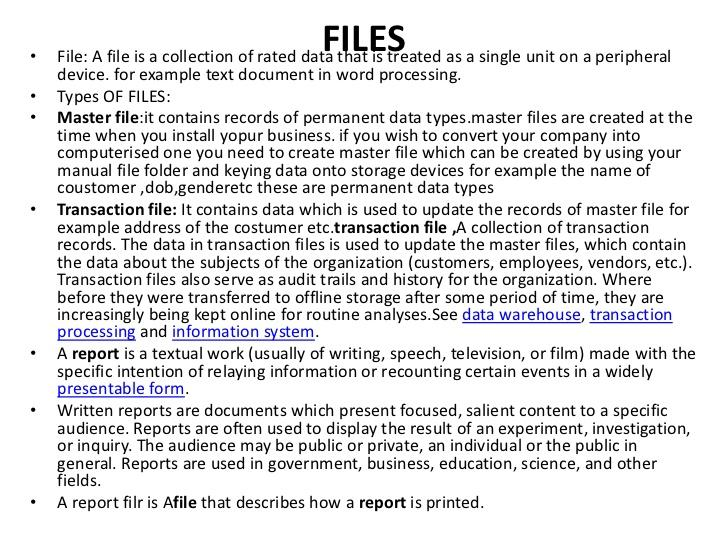 FILES
• File: A file is a collection of rated data that is treated as a single unit on a peripheral
device. for example text document in word processing.
• Types OF FILES:
• Master file:it contains records of permanent data types.master files are created at the
time when you install yopur business. if you wish to convert your company into
computerised one you need to create master file which can be created by using your
manual file folder and keying data onto storage devices for example the name of
coustomer ,dob,genderetc these are permanent data types
• Transaction file: It contains data which is used to update the records of master file for
example address of the costumer etc.transaction file ,A collection of transaction
records. The data in transaction files is used to update the master files, which contain
the data about the subjects of the organization (customers, employees, vendors, etc.).
Transaction files also serve as audit trails and history for the organization. Where
before they were transferred to offline storage after some period of time, they are
increasingly being kept online for routine analyses.See data warehouse, transaction
processing and information system.
• A report is a textual work (usually of writing, speech, television, or film) made with the
specific intention of relaying information or recounting certain events in a widely
presentable form.
• Written reports are documents which present focused, salient content to a specific
audience. Reports are often used to display the result of an experiment, investigation,
or inquiry. The audience may be public or private, an individual or the public in
general. Reports are used in government, business, education, science, and other
fields.
• A report filr is Afile that describes how a report is printed.